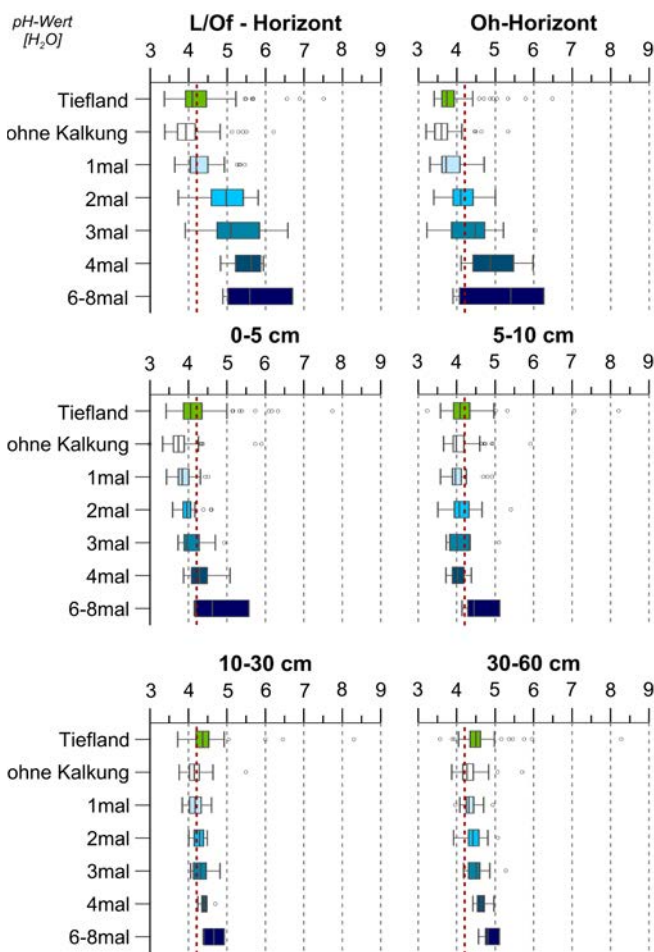 pH-Wert
[H₂O]
L/Of - Horizont
Oh-Horizont
3 4 5 6 7 8 9
3 4 5 6 7 8 9
Tiefland
ohne Kalkung
1mal
2mal
3mal
4mal
6-8mal
0-5 cm
5-10 cm
3 4 5 6 7 8 9
3 4 5 6 7 8 9
Tiefland
ohne Kalkung
1mal
2mal
3mal
4mal
6-8mal
10-30 cm
30-60 cm
3 4 5 6 7 8 9
3 4 5 6 7 8 9
Tiefland
ohne Kalkung
1mal
2mal
3mal
4mal
6-8mal